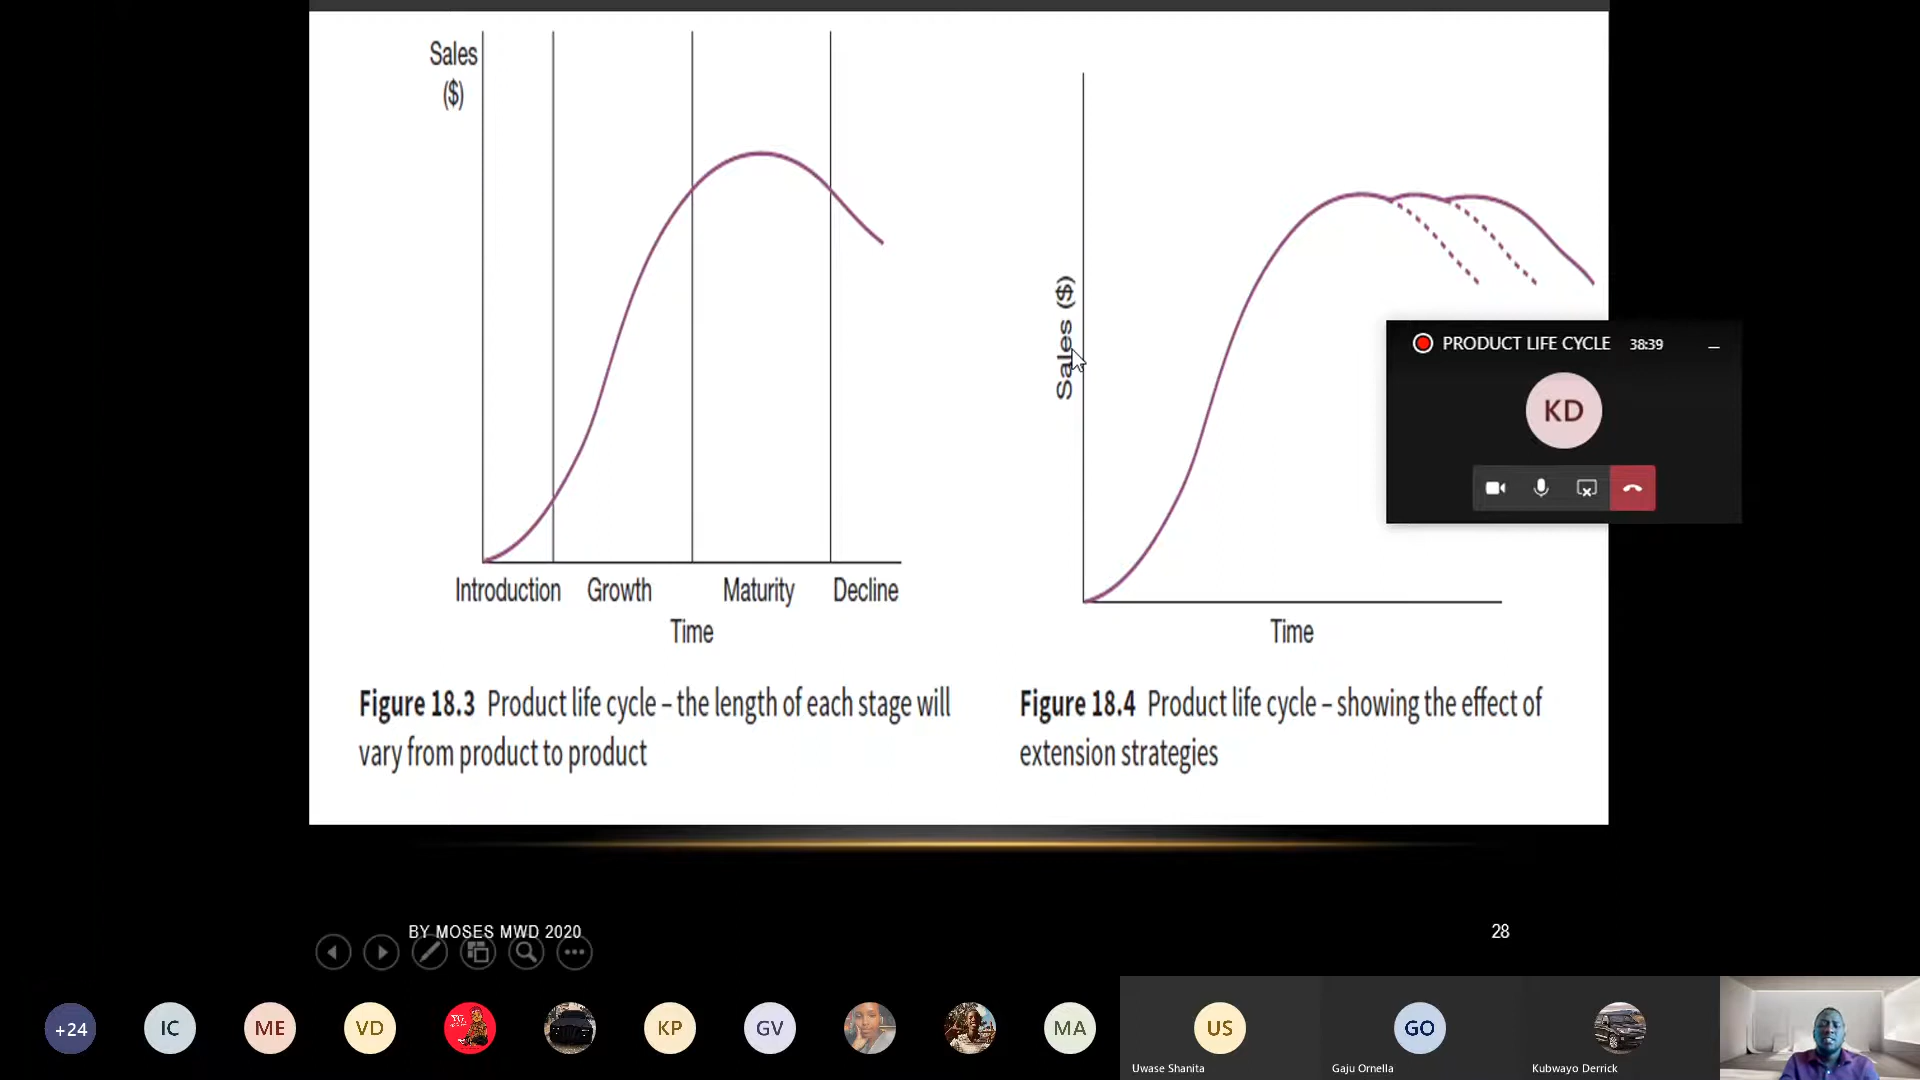 Sales
($)
Introduction Growth Maturity Decline
Time
Figure 18.3 Product life cycle – the length of each stage will
vary from product to product
Sales ($)
Time
Figure 18.4 Product life cycle – showing the effect of
extension strategies
PRODUCT LIFE CYCLE 38:39
KD
BY MOSES MWD 2020
28
+24
IC
ME
VD
KP
GV
MA
US
Uwase Shanita
GO
Gaju Ornella
Kubwayo Derrick